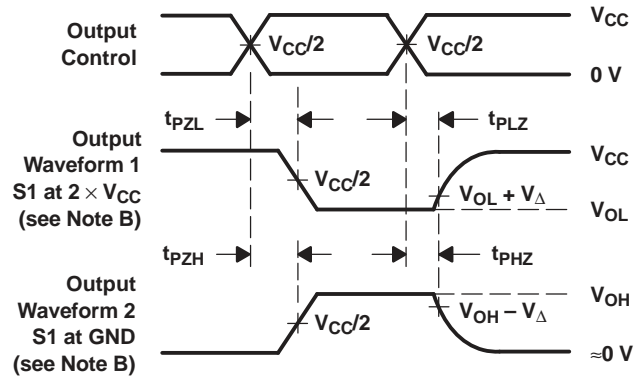 Output
Control
V_CC/2
V_CC/2
V_CC
0 V
t_PZL
t_PLZ
Output
Waveform 1
S1 at 2 × V_CC
(see Note B)
V_CC/2
V_CC
V_OL + V_Δ
V_OL
t_PZH
t_PHZ
Output
Waveform 2
S1 at GND
(see Note B)
V_CC/2
V_OH
V_OH − V_Δ
≈0 V